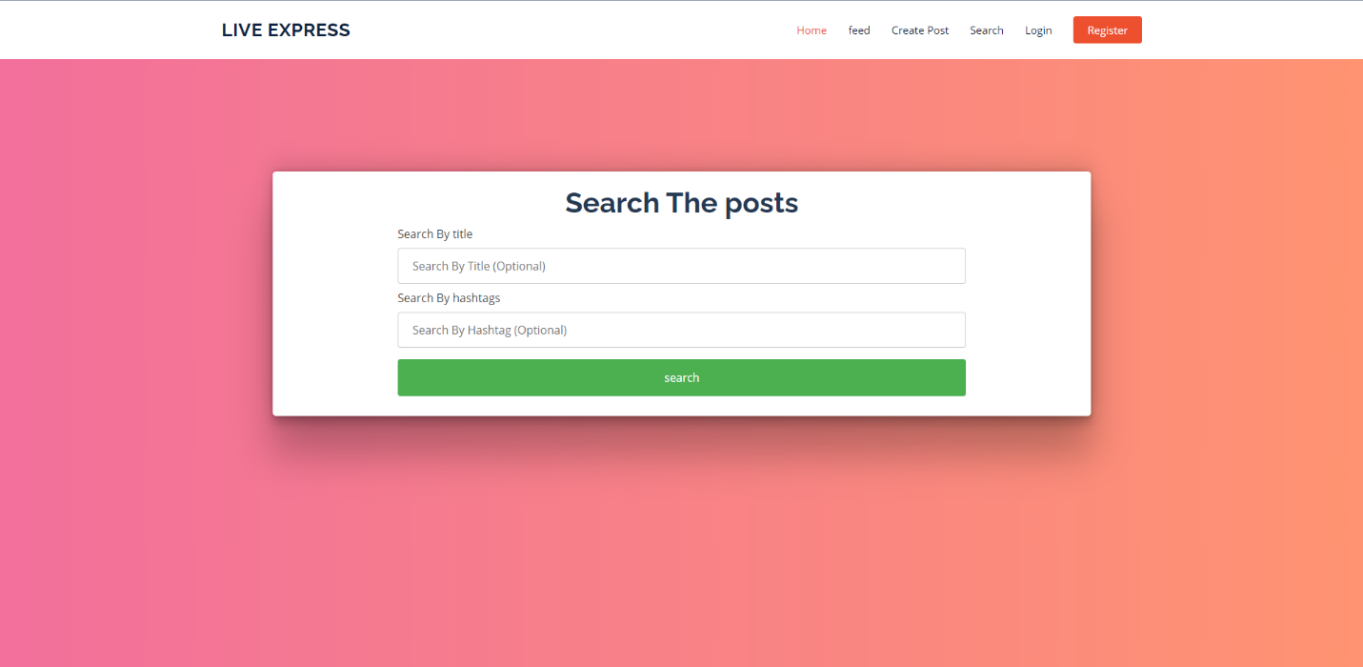 LIVE EXPRESS
Home feed Create Post Search Login Register
Search The posts
Search By title
Search By Title (Optional)
Search By hashtags
Search By Hashtag (Optional)
search